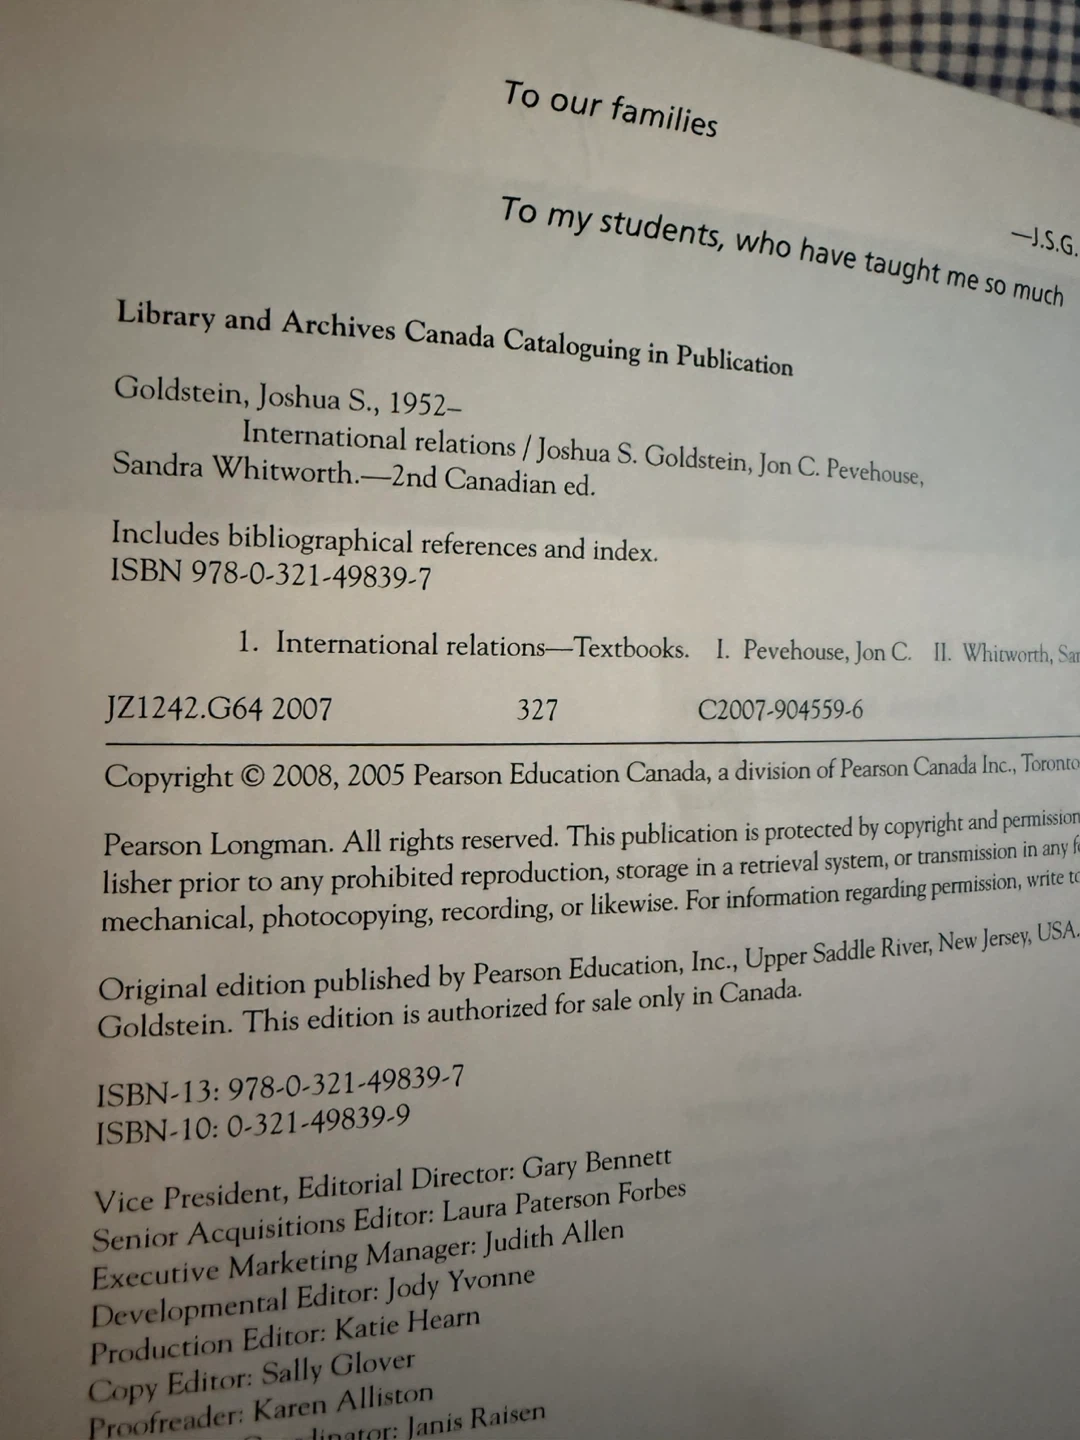 To our families
—J.S.G.
To my students, who have taught me so much
Library and Archives Canada Cataloguing in Publication
Goldstein, Joshua S., 1952–
International relations / Joshua S. Goldstein, Jon C. Pevehouse,
Sandra Whitworth.—2nd Canadian ed.
Includes bibliographical references and index.
ISBN 978-0-321-49839-7
1. International relations—Textbooks. I. Pevehouse, Jon C. II. Whitworth,
JZ1242.G64 2007 327 C2007-904559-6
Copyright © 2008, 2005 Pearson Education Canada, a division of Pearson Canada Inc., Toronto
Pearson Longman. All rights reserved. This publication is protected by copyright and permission
lisher prior to any prohibited reproduction, storage in a retrieval system, or transmission in any
mechanical, photocopying, recording, or likewise. For information regarding permission, write to
Original edition published by Pearson Education, Inc., Upper Saddle River, New Jersey, USA.
Goldstein. This edition is authorized for sale only in Canada.
ISBN-13: 978-0-321-49839-7
ISBN-10: 0-321-49839-9
Vice President, Editorial Director: Gary Bennett
Senior Acquisitions Editor: Laura Paterson Forbes
Executive Marketing Manager: Judith Allen
Developmental Editor: Jody Yvonne
Production Editor: Katie Hearn
Copy Editor: Sally Glover
Proofreader: Karen Alliston
Janis Raisen